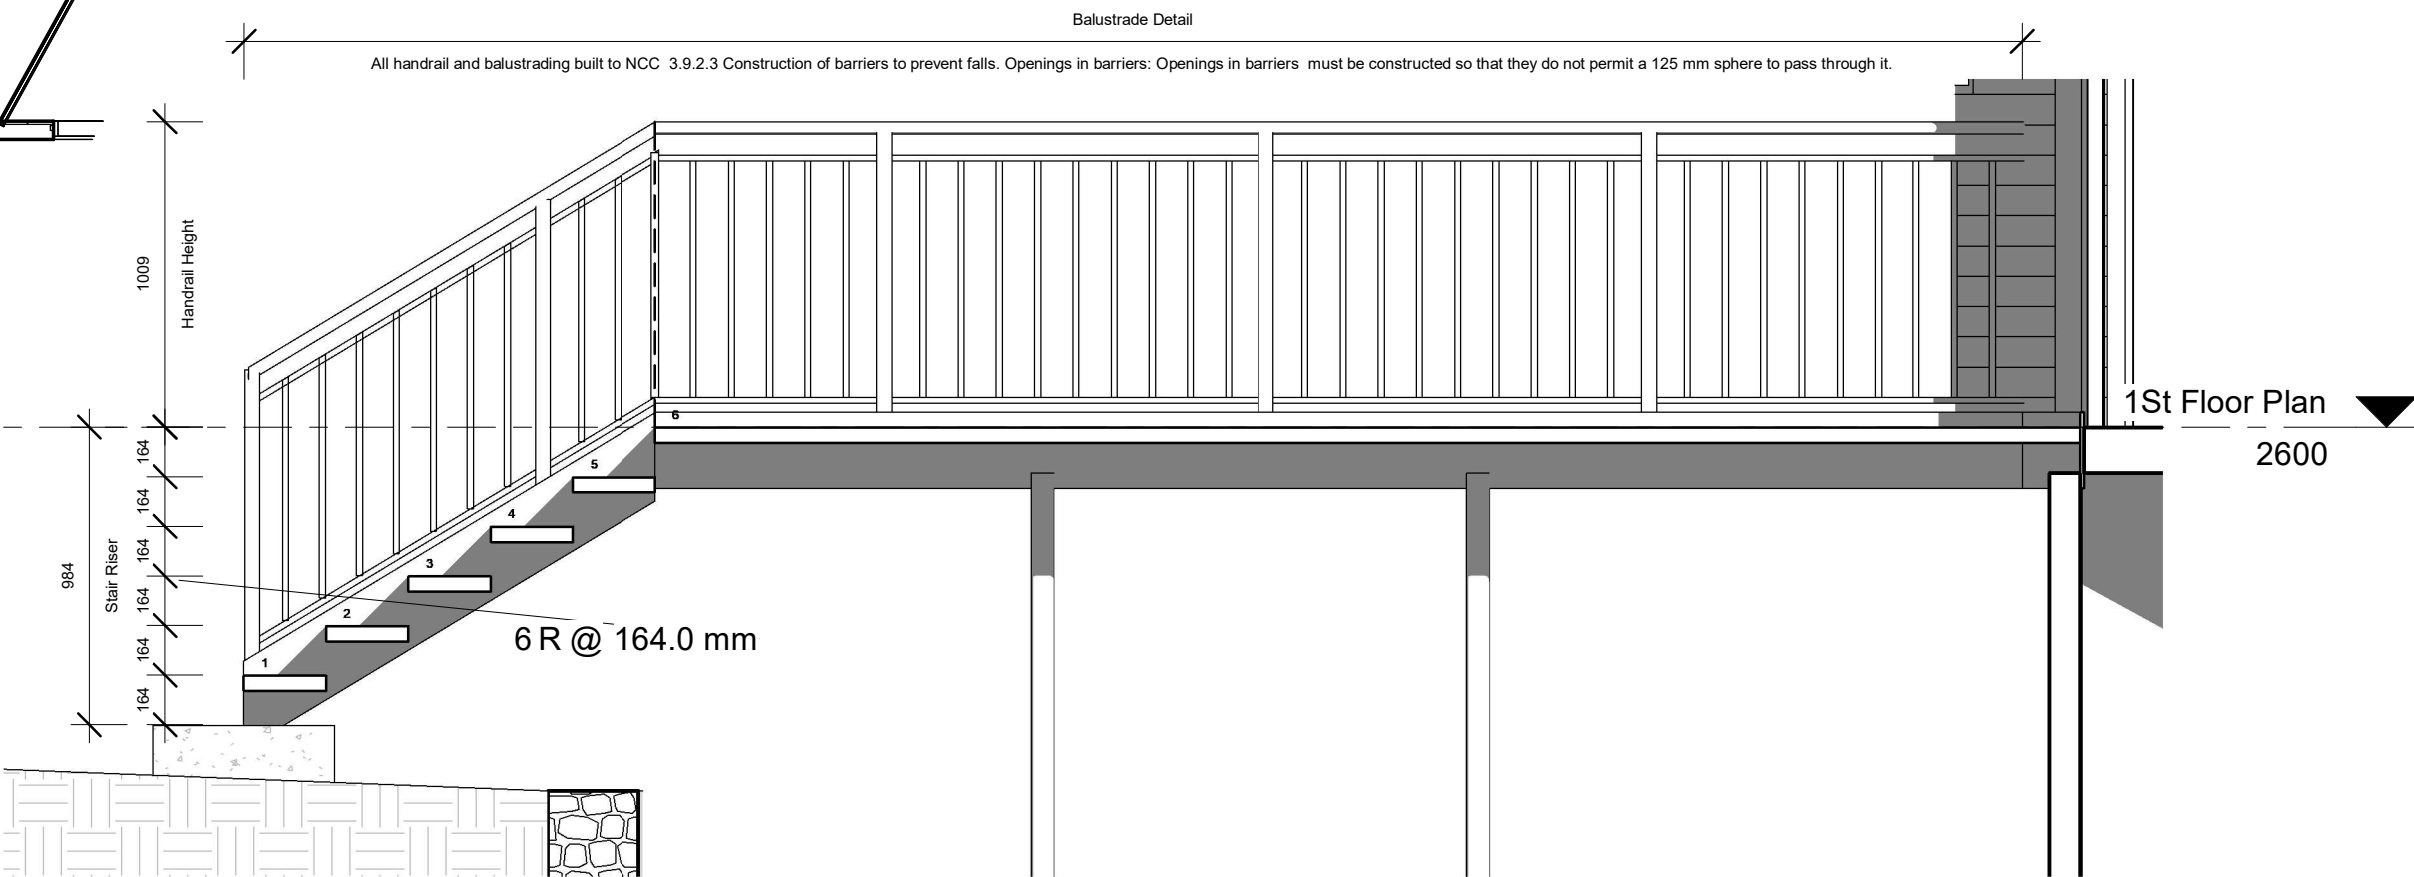 Balustrade Detail
All handrail and balustrading built to NCC 3.9.2.3 Construction of barriers to prevent falls. Openings in barriers: Openings in barriers must be constructed so that they do not permit a 125 mm sphere to pass through it.
1009
Handrail Height
6
1St Floor Plan
2600
164
5
164
4
164
3
984
Stair Riser
164
2
6 R @ 164.0 mm
164
1
164